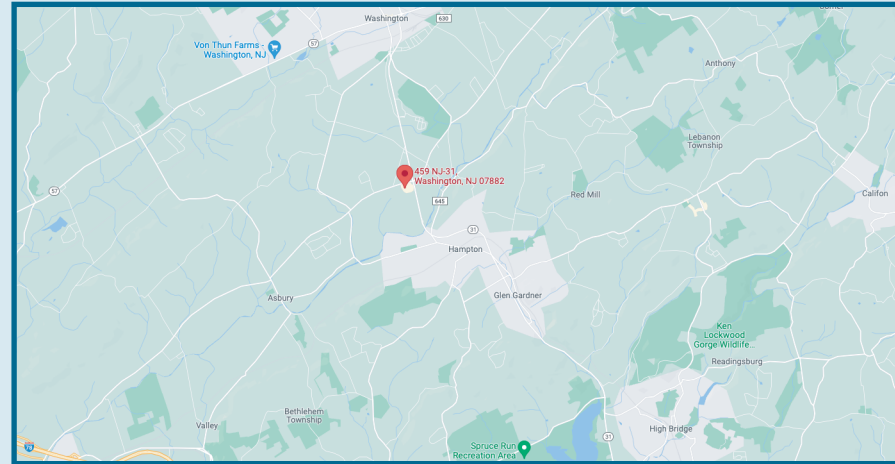 Washington
630
Von Thun Farms -
Washington, NJ
57
Anthony
Lebanon
Township
459 NJ-31,
Washington, NJ 07882
57
645
Red Mill
Califon
31
Hampton
Glen Gardner
Asbury
Ken
Lockwood
Gorge Wildlife...
Readingsburg
Bethlehem
Township
Valley
High Bridge
31
78
Spruce Run
Recreation Area